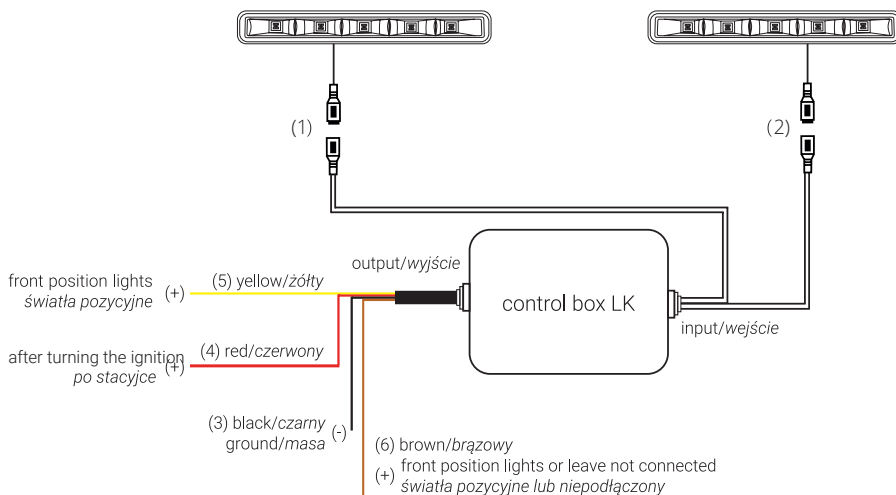 (1)
(2)
output/wyjście
control box LK
input/wejście
front position lights
światła pozycyjne
(+)
(5) yellow/żółty
after turning the ignition
po stacyjce
(+)
(4) red/czerwony
(3) black/czarny
ground/masa
(-)
(6) brown/brązowy
(+) front position lights or leave not connected
światła pozycyjne lub niepodłączony